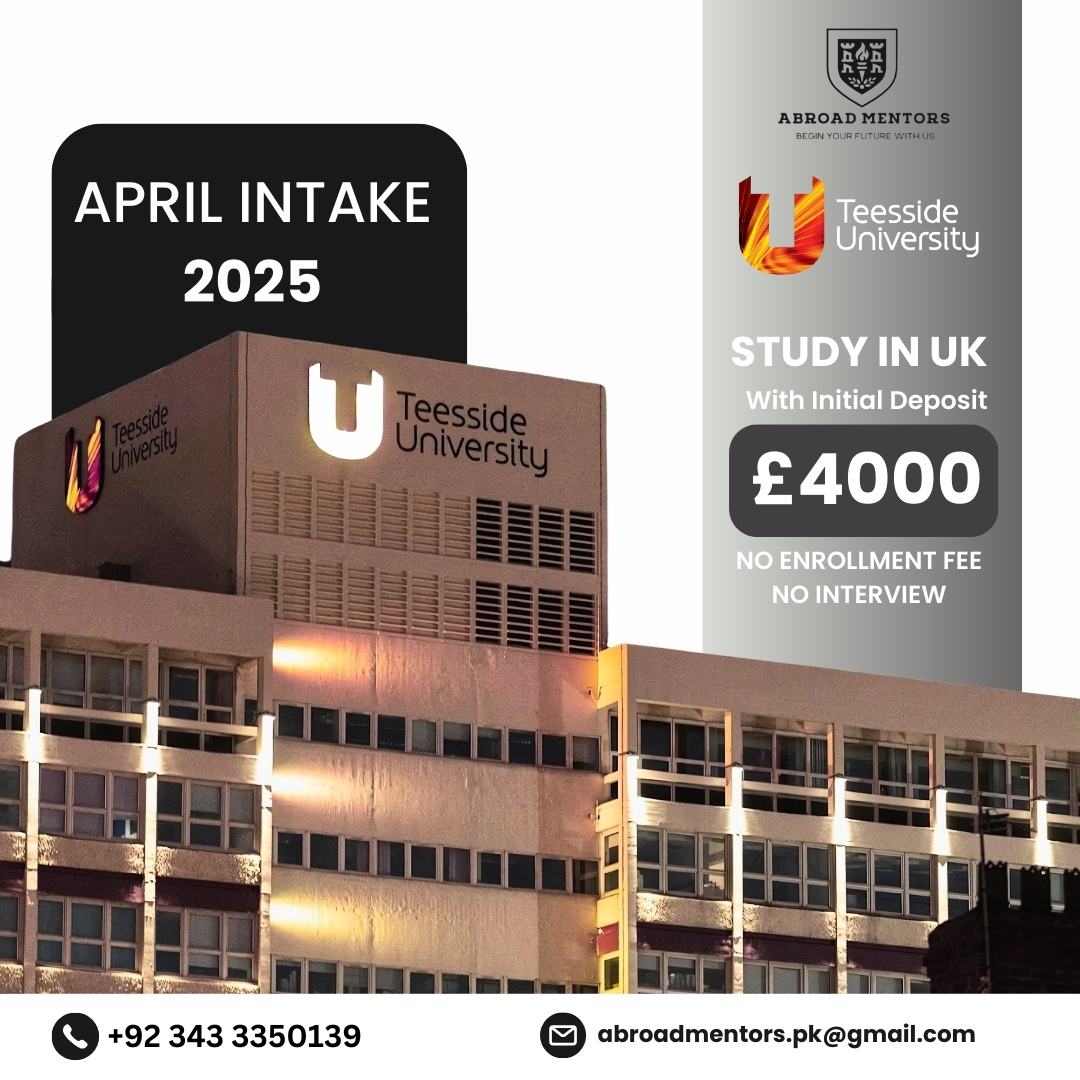 APRIL INTAKE
2025
Teesside
University
Teesside
University
ABROAD MENTORS
BEGIN YOUR FUTURE WITH US
Teesside
University
STUDY IN UK
With Initial Deposit
£4000
NO ENROLLMENT FEE
NO INTERVIEW
+92 343 3350139
abroadmentors.pk@gmail.com